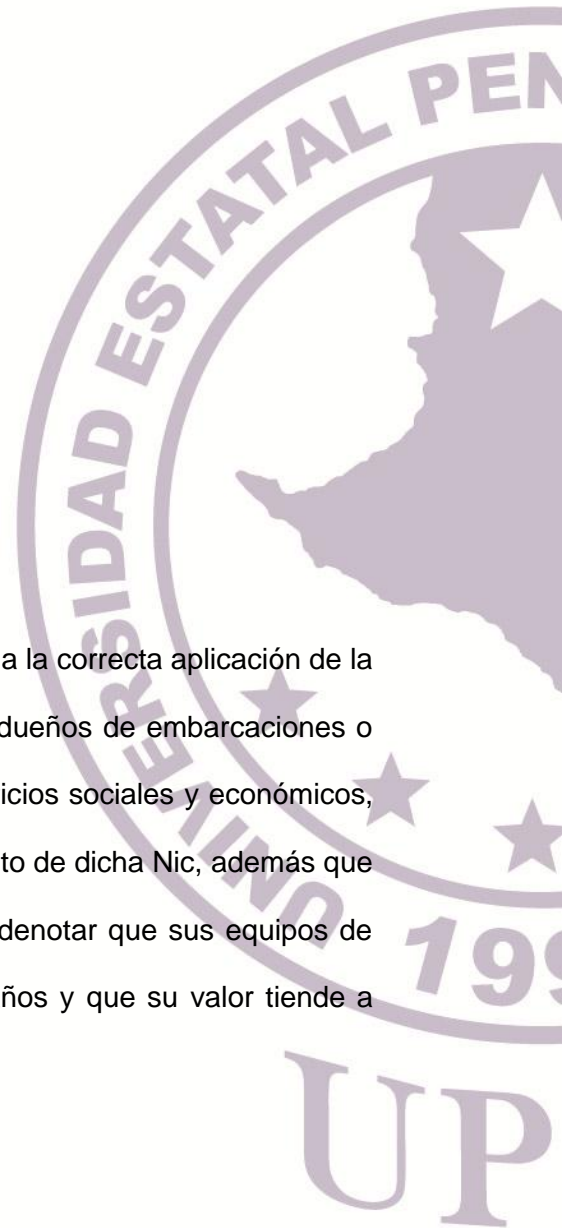 UNIVERSIDAD ESTATAL PEN
a la correcta aplicación de la
dueños de embarcaciones o
icios sociales y económicos,
to de dicha Nic, además que
denotar que sus equipos de
ños y que su valor tiende a
199
UP